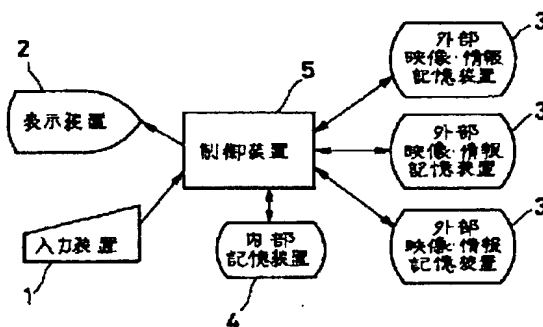 2
表示装置
5
制御装置
3
外部
映像・情報
記憶装置
3
外部
映像・情報
記憶装置
3
外部
映像・情報
記憶装置
入力装置
1
内部
記憶装置
4